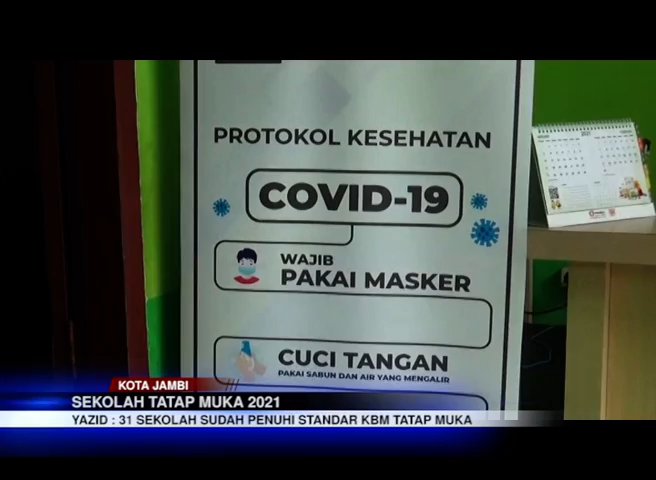 PROTOKOL KESEHATAN
COVID-19
WAJIB
PAKAI MASKER
CUCI TANGAN
PAKAI SABUN DAN AIR YANG MENGALIR
2021
KOTA JAMBI
SEKOLAH TATAP MUKA 2021
YAZID : 31 SEKOLAH SUDAH PENUHI STANDAR KBM TATAP MUKA